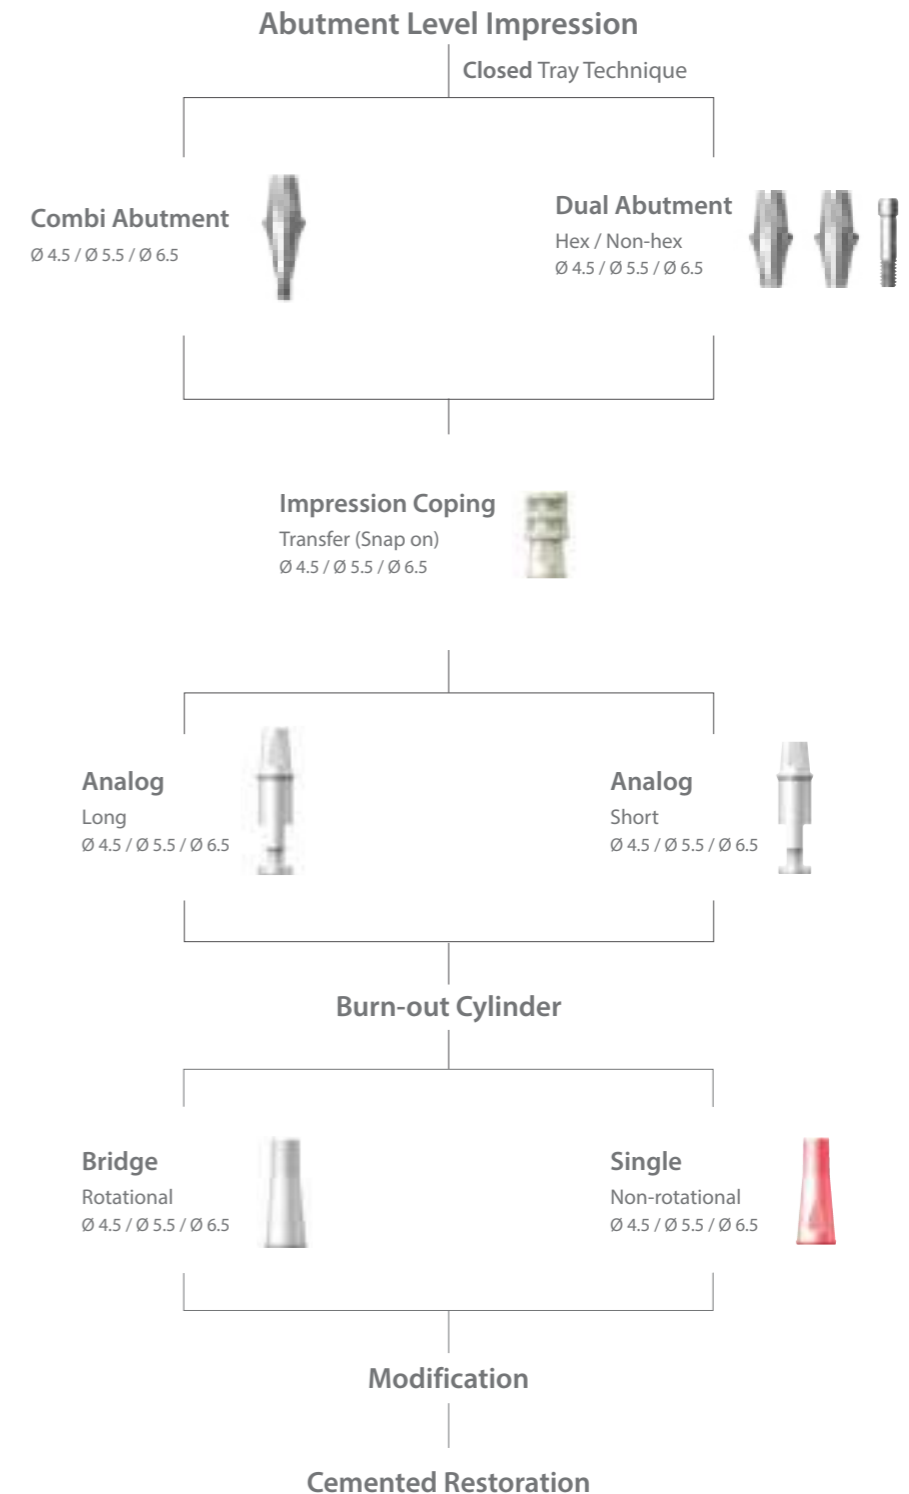 Abutment Level Impression
Closed Tray Technique
Combi Abutment
Ø 4.5 / Ø 5.5 / Ø 6.5
Dual Abutment
Hex / Non-hex
Ø 4.5 / Ø 5.5 / Ø 6.5
Impression Coping
Transfer (Snap on)
Ø 4.5 / Ø 5.5 / Ø 6.5
Analog
Long
Ø 4.5 / Ø 5.5 / Ø 6.5
Analog
Short
Ø 4.5 / Ø 5.5 / Ø 6.5
Burn-out Cylinder
Bridge
Rotational
Ø 4.5 / Ø 5.5 / Ø 6.5
Single
Non-rotational
Ø 4.5 / Ø 5.5 / Ø 6.5
Modification
Cemented Restoration